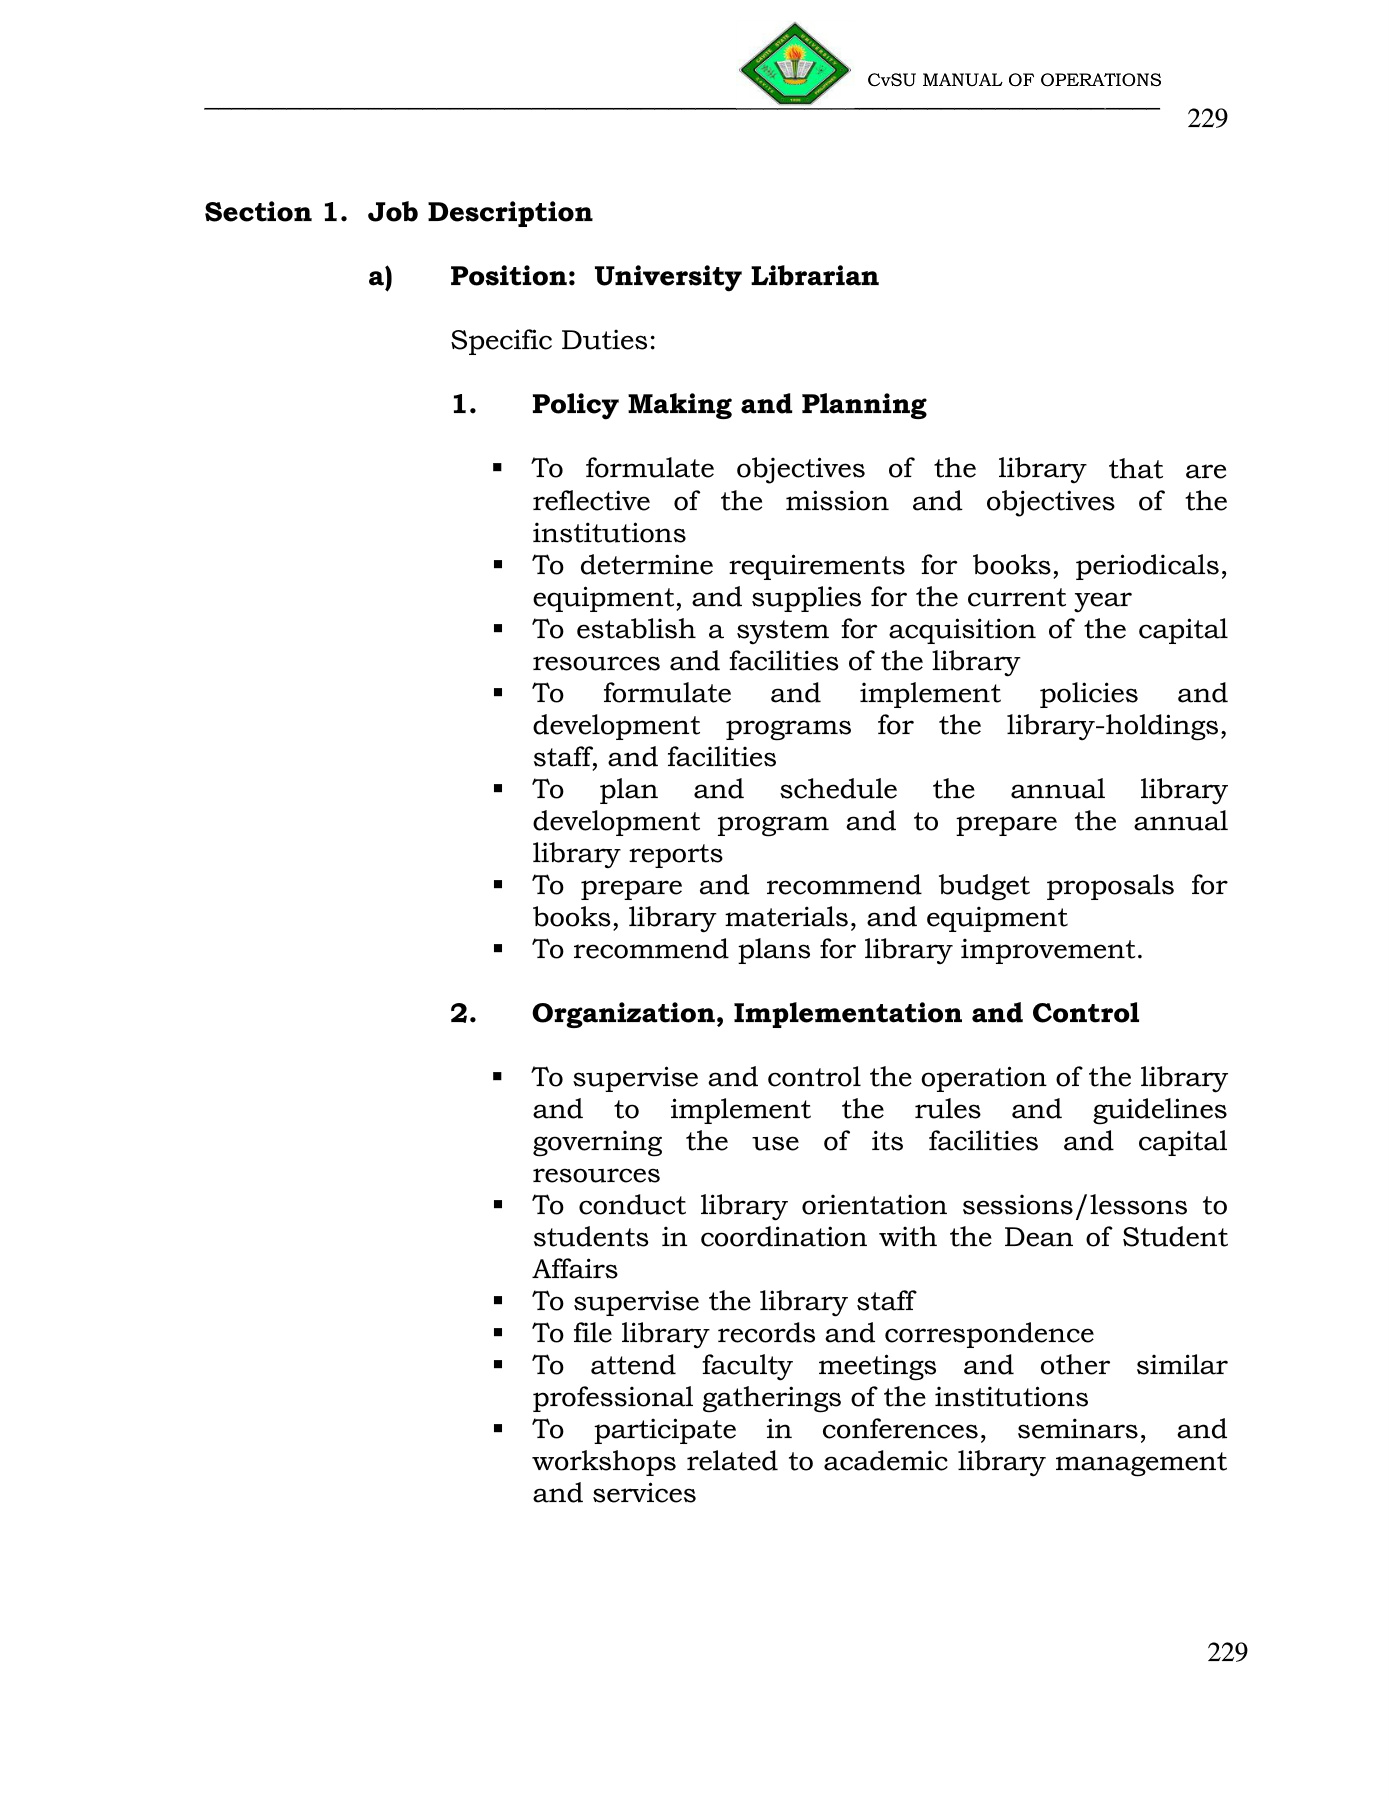 CvSU MANUAL OF OPERATIONS
229
Section 1. Job Description
a) Position: University Librarian
Specific Duties:
1. Policy Making and Planning
▪ To formulate objectives of the library that are
reflective of the mission and objectives of the
institutions
▪ To determine requirements for books, periodicals,
equipment, and supplies for the current year
▪ To establish a system for acquisition of the capital
resources and facilities of the library
▪ To formulate and implement policies and
development programs for the library-holdings,
staff, and facilities
▪ To plan and schedule the annual library
development program and to prepare the annual
library reports
▪ To prepare and recommend budget proposals for
books, library materials, and equipment
▪ To recommend plans for library improvement.
2. Organization, Implementation and Control
▪ To supervise and control the operation of the library
and to implement the rules and guidelines
governing the use of its facilities and capital
resources
▪ To conduct library orientation sessions/lessons to
students in coordination with the Dean of Student
Affairs
▪ To supervise the library staff
▪ To file library records and correspondence
▪ To attend faculty meetings and other similar
professional gatherings of the institutions
▪ To participate in conferences, seminars, and
workshops related to academic library management
and services
229